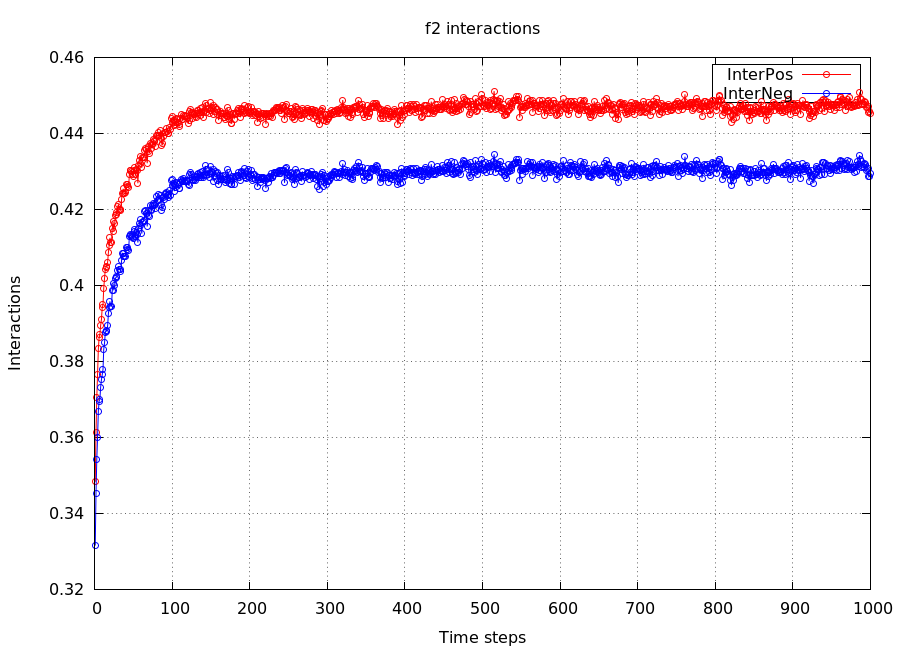 f2 interactions
InterPos
InterNeg
Interactions
0.46
0.44
0.42
0.4
0.38
0.36
0.34
0.32
0 100 200 300 400 500 600 700 800 900 1000
Time steps